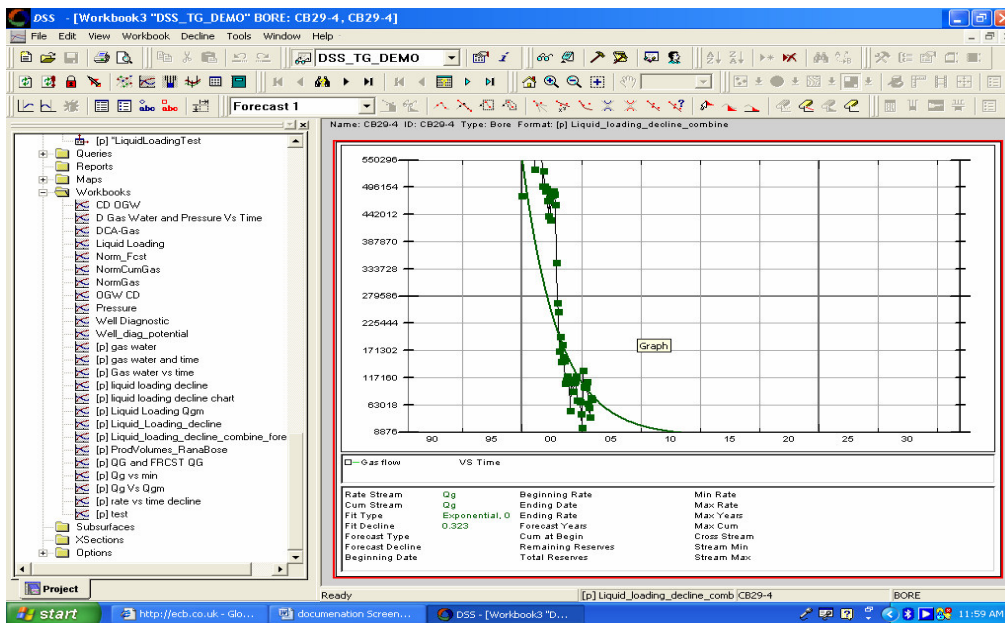 DSS - [Workbook3 "DSS_TG_DEMO" BORE: CB29-4, CB29-4]
File Edit View Workbook Decline Tools Window Help
DSS_TG_DEMO
Forecast 1
[p] "LiquidLoadingTest
Queries
Reports
Maps
Workbooks
CD OGW
D Gas Water and Pressure Vs Time
DCA-Gas
Liquid Loading
Norm_Fcst
NormCumGas
NormGas
OGW CD
Pressure
Well Diagnostic
Well_diag_potential
[p] gas water
[p] gas water and time
[p] Gas water vs time
[p] liquid loading decline
[p] liquid loading decline chart
[p] Liquid Loading Qgm
[p] Liquid_Loading_decline
[p] Liquid_loading_decline_combine_fore
[p] ProdVolumes_RanaBose
[p] QG and FRCST QG
[p] Qg vs min
[p] Qg Vs Qgm
[p] rate vs time decline
[p] test
Subsurfaces
XSections
Options
Project
Name: CB29-4 ID: CB29-4 Type: Bore Format: [p] Liquid_loading_decline_combine
550296
496154
442012
387870
333728
279586
225444
171302
117160
63018
8876
90 95 00 05 10 15 20 25 30
Graph
Gas flow VS Time
Rate Stream Qg Beginning Rate Min Rate
Cum Stream Qg Ending Date Max Rate
Fit Type Exponential, 0 Ending Rate Max Years
Fit Decline 0.323 Forecast Years Max Cum
Forecast Type Cum at Begin Cross Stream
Forecast Decline Remaining Reserves Stream Min
Beginning Date Total Reserves Stream Max
Ready [p] Liquid_loading_decline_comb CB29-4 BORE
start http://ecb.co.uk - Glo... documenation Screen... DSS - [Workbook3 "D... 11:59 AM